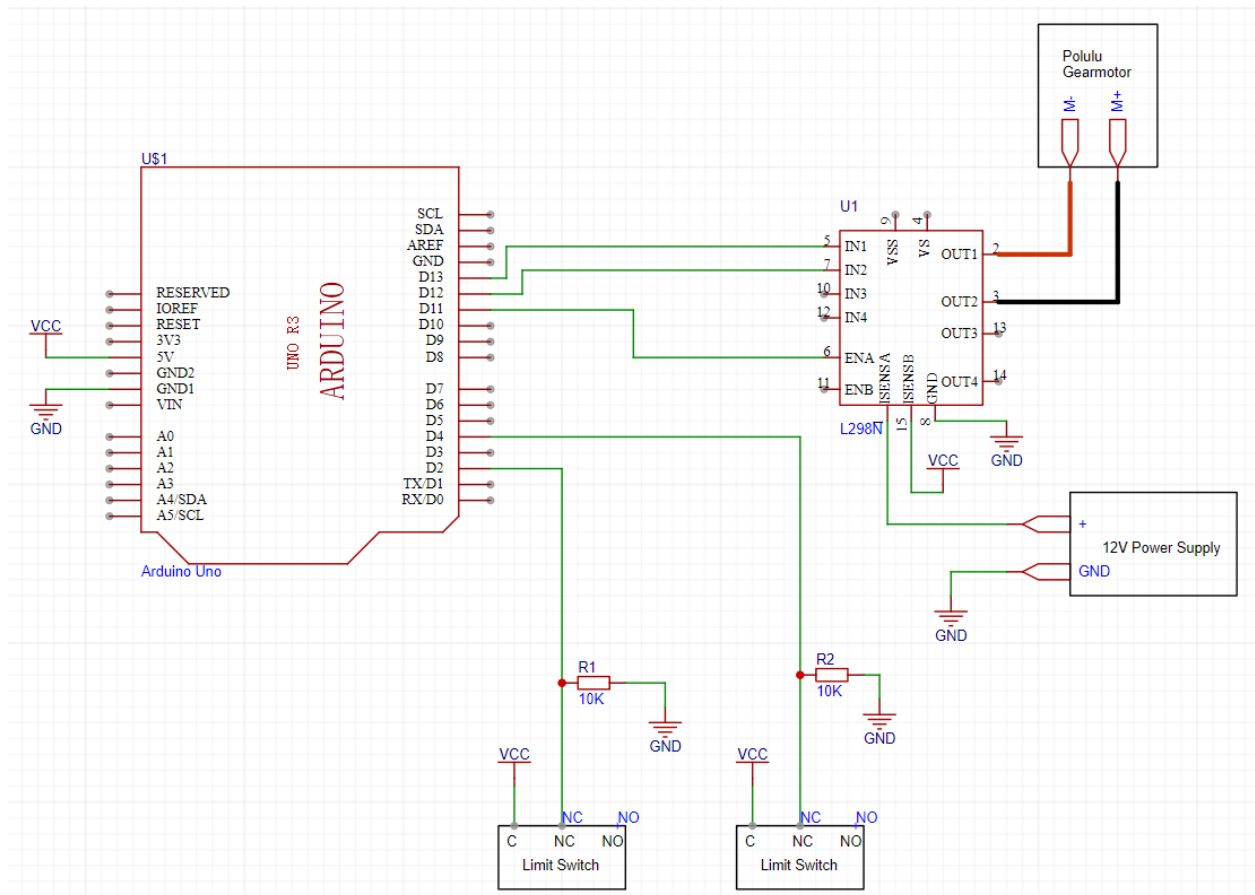 Polulu
Gearmotor
M-
M+
U$1
SCL
SDA
AREF
GND
D13
D12
D11
D10
D9
D8
D7
D6
D5
D4
D3
D2
TX/D1
RX/D0
RESERVED
IOREF
RESET
3V3
5V
GND2
GND1
VIN
A0
A1
A2
A3
A4/SDA
A5/SCL
UNO R3
ARDUINO
Arduino Uno
VCC
GND
U1
5
7
10
12
6
11
IN1
IN2
IN3
IN4
ENA
ENB
9
4
VSS
VS
OUT1
OUT2
OUT3
OUT4
2
3
13
14
ISENSA
ISENSB
GND
1
15
8
L298N
VCC
GND
+
12V Power Supply
GND
GND
R1
10K
GND
R2
10K
GND
VCC
NC
NO
C
NC
NO
Limit Switch
VCC
NC
NO
C
NC
NO
Limit Switch